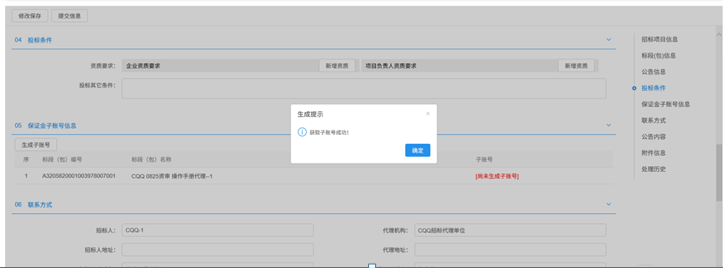 修改保存 提交信息
04 投标条件
资质要求： 企业资质要求 新增资质 项目负责人资质要求 新增资质
投标其它条件：
生成提示 ×
获取子账号成功!
确定
05 保证金子账号信息
生成子账号
序 标段（包）编号 标段（包）名称 子账号
1 A3205820001003978007001 CQQ 0825资审 操作手册代理--1 [尚未生成子账号]
06 联系方式
招标人： CQQ-1 代理机构： CQQ招标代理单位
招标人地址： 代理地址：
招标项目信息
标段(包)信息
公告信息
投标条件
保证金子账号信息
联系方式
公告内容
附件信息
处理历史